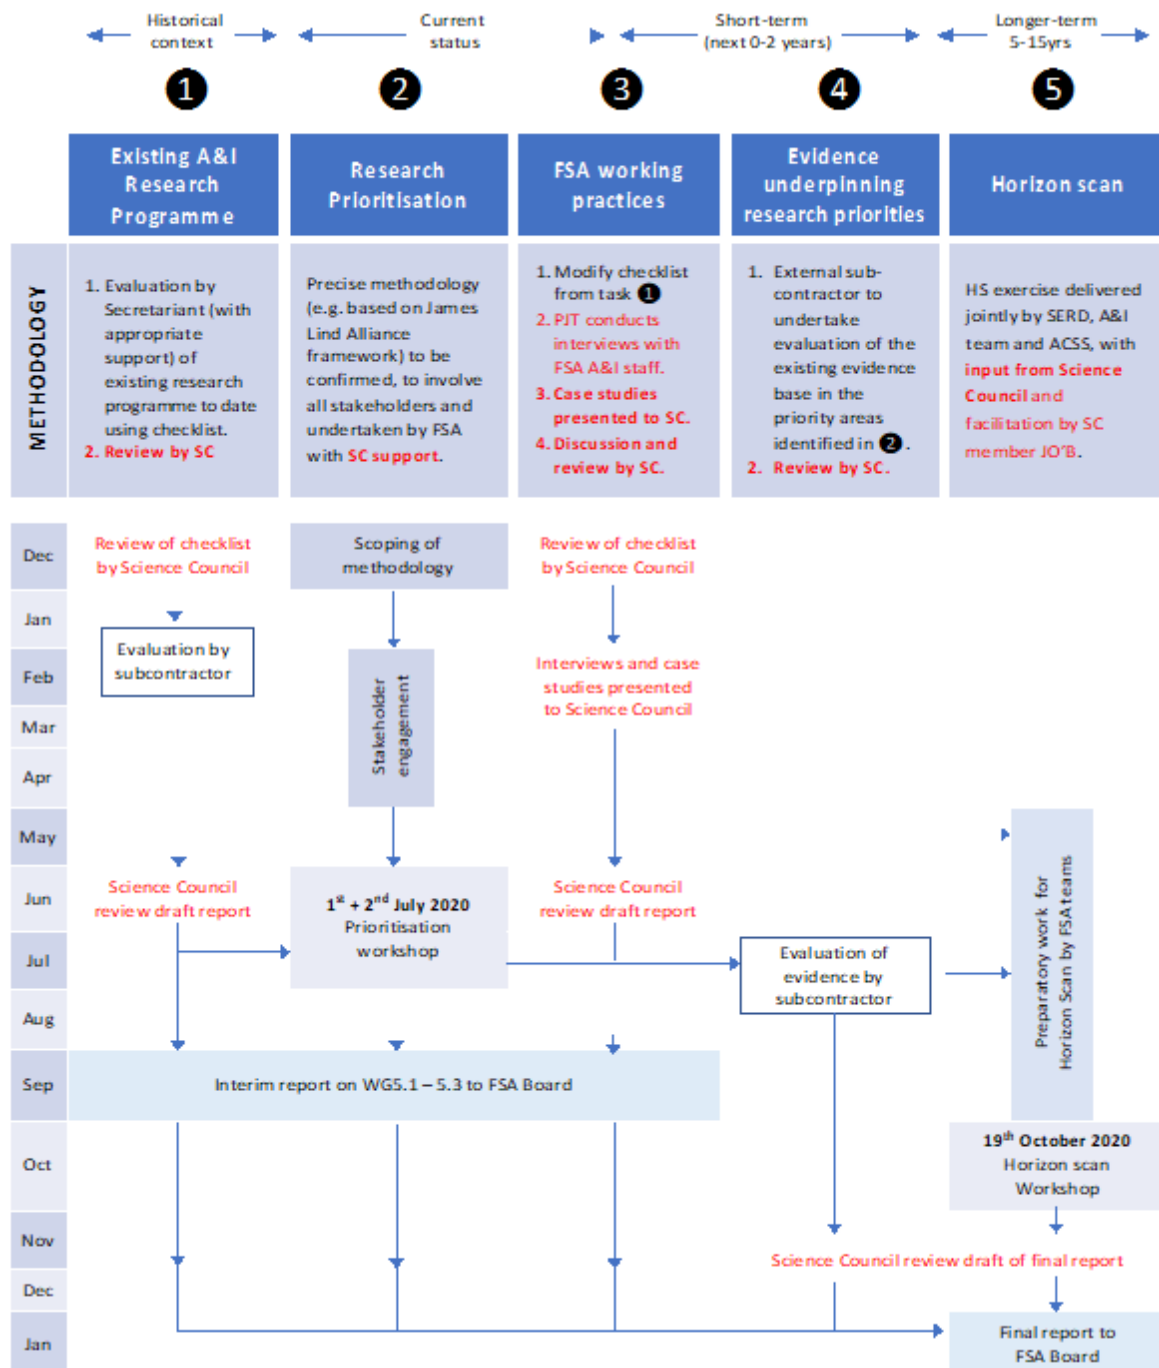 Historical
context
Current
status
Short-term
(next 0-2 years)
Longer-term
5-15yrs
1
2
3
4
5
Existing A&I
Research
Programme
Research
Prioritisation
FSA working
practices
Evidence
underpinning
research priorities
Horizon scan
METHODOLOGY
1. Evaluation by
Secretariant (with
appropriate
support) of
existing research
programme to date
using checklist.
2. Review by SC
Precise methodology
(e.g. based on James
Lind Alliance
framework) to be
confirmed, to involve
all stakeholders and
undertaken by FSA
with SC support.
1. Modify checklist
from task 1
2. PJT conducts
interviews with
FSA A&I staff.
3. Case studies
presented to SC.
4. Discussion and
review by SC.
1. External sub-
contractor to
undertake
evaluation of the
existing evidence
base in the
priority areas
identified in 2.
2. Review by SC.
HS exercise delivered
jointly by SERD, A&I
team and ACSS, with
input from Science
Council and
facilitation by SC
member JO'B.
Dec
Review of checklist
by Science Council
Scoping of
methodology
Review of checklist
by Science Council
Jan
Evaluation by
subcontractor
Feb
Stakeholder
engagement
Interviews and case
studies presented
to Science Council
Mar
Apr
May
Preparatory work for
Horizon Scan by FSA teams
Jun
Science Council
review draft report
1st + 2nd July 2020
Prioritisation
workshop
Science Council
review draft report
Jul
Evaluation of
evidence by
subcontractor
Aug
Sep
Interim report on WG5.1 – 5.3 to FSA Board
Oct
19th October 2020
Horizon scan
Workshop
Nov
Science Council review draft of final report
Dec
Jan
Final report to
FSA Board